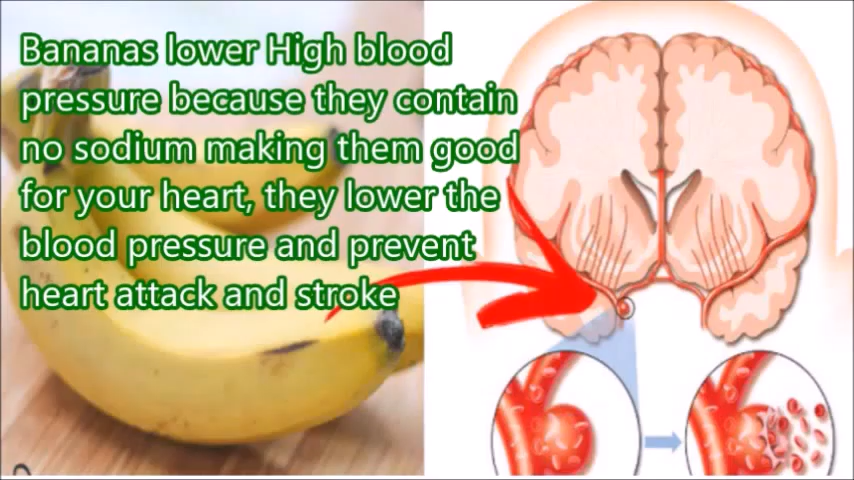 Bananas lower High blood
pressure because they contain
no sodium making them good
for your heart, they lower the
blood pressure and prevent
heart attack and stroke